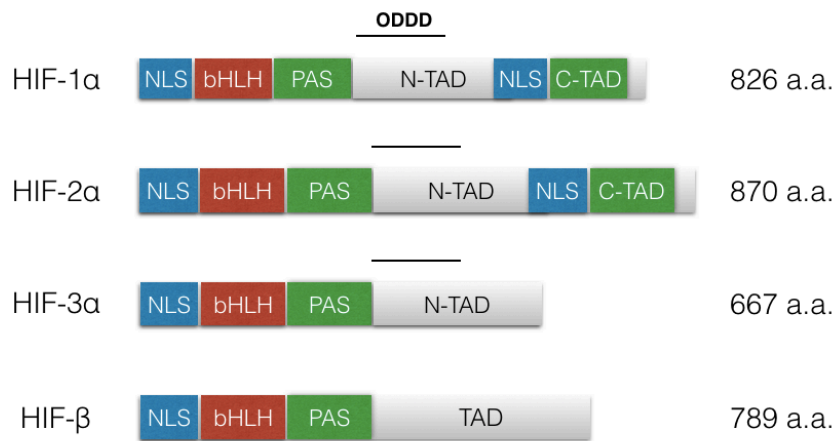 ODDD
HIF-1α NLS bHLH PAS N-TAD NLS C-TAD 826 a.a.
HIF-2α NLS bHLH PAS N-TAD NLS C-TAD 870 a.a.
HIF-3α NLS bHLH PAS N-TAD 667 a.a.
HIF-β NLS bHLH PAS TAD 789 a.a.